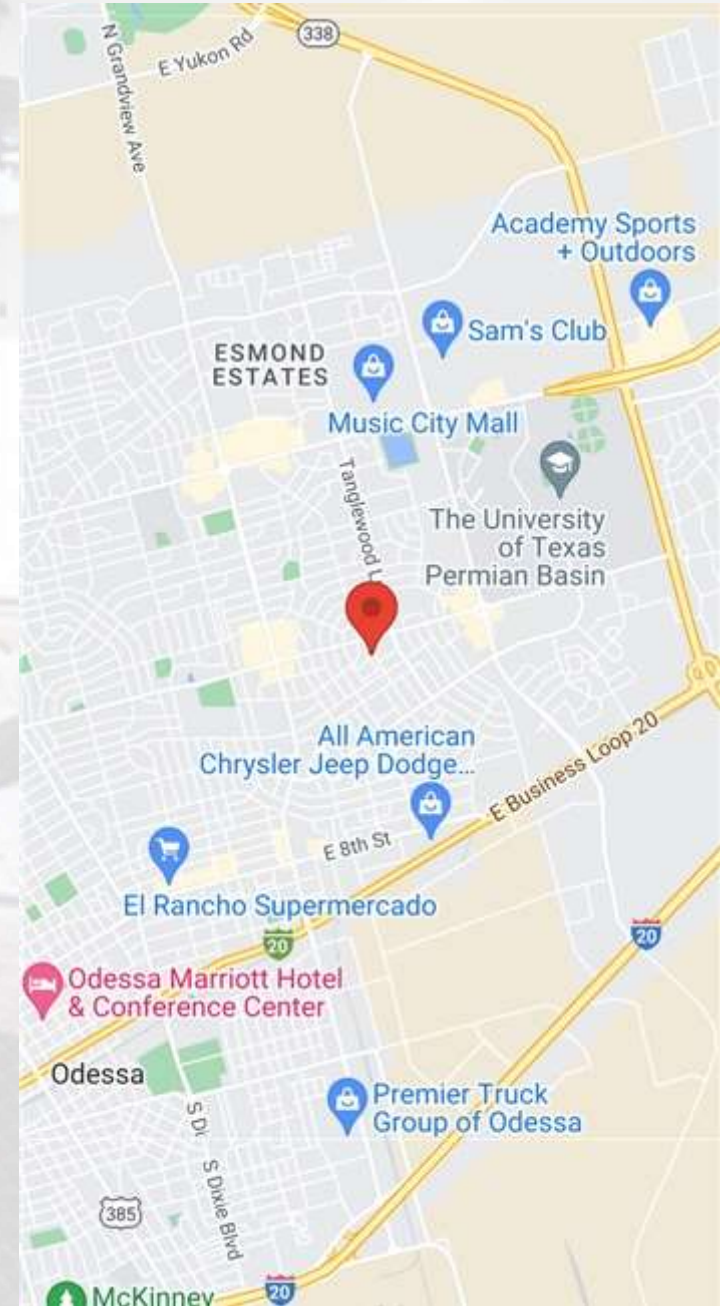 338
E Yukon Rd
N Grandview Ave
Academy Sports
+ Outdoors
Sam's Club
ESMOND
ESTATES
Music City Mall
Tanglewood L
The University
of Texas
Permian Basin
All American
Chrysler Jeep Dodge...
E Business Loop 20
E 8th St
El Rancho Supermercado
20
20
Odessa Marriott Hotel
& Conference Center
Odessa
Premier Truck
Group of Odessa
S Di
S Dixie Blvd
385
20
McKinney